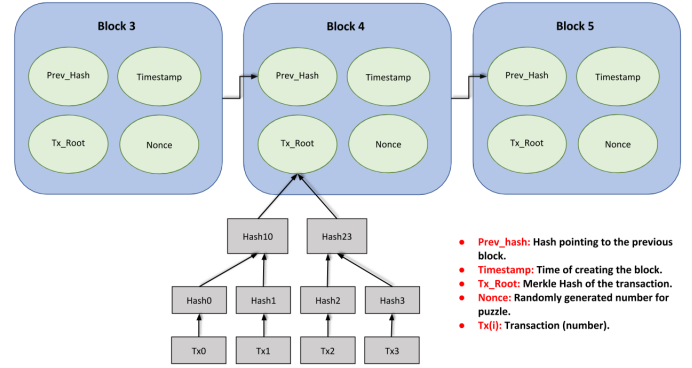 Block 3
Block 4
Block 5
Prev_Hash
Timestamp
Prev_Hash
Timestamp
Prev_Hash
Timestamp
Tx_Root
Nonce
Tx_Root
Nonce
Tx_Root
Nonce
Hash10
Hash23
Hash0
Hash1
Hash2
Hash3
Tx0
Tx1
Tx2
Tx3
● Prev_hash: Hash pointing to the previous
block.
● Timestamp: Time of creating the block.
● Tx_Root: Merkle Hash of the transaction.
● Nonce: Randomly generated number for
puzzle.
● Tx(i): Transaction (number).